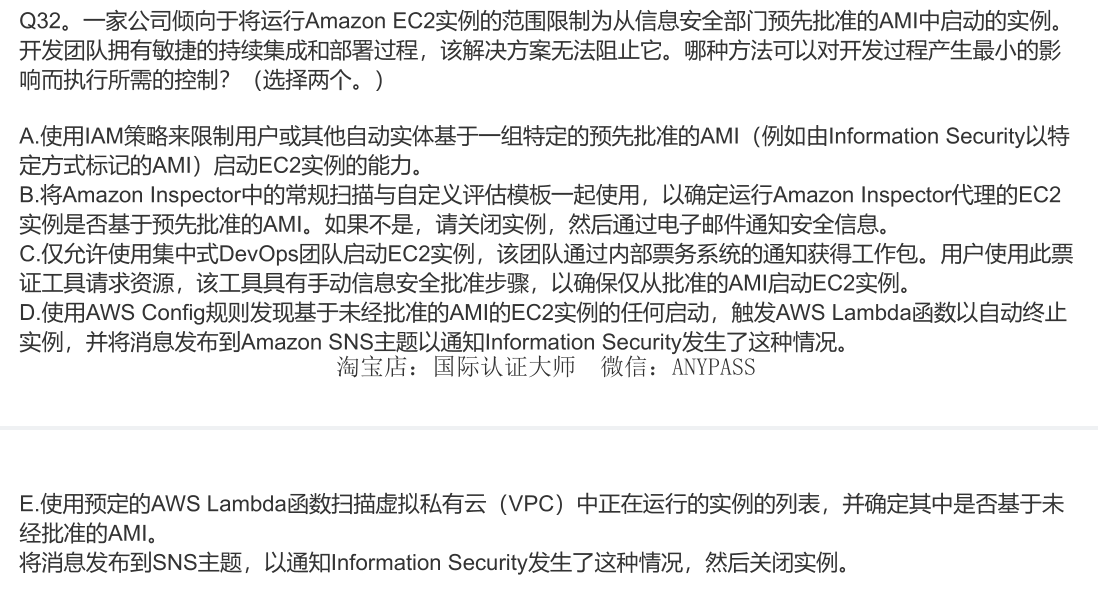 Q32。一家公司倾向于将运行Amazon EC2实例的范围限制为从信息安全部门预先批准的AMI中启动的实例。
开发团队拥有敏捷的持续集成和部署过程，该解决方案无法阻止它。哪种方法可以对开发过程产生最小的影
响而执行所需的控制？（选择两个。）
A.使用IAM策略来限制用户或其他自动实体基于一组特定的预先批准的AMI（例如由Information Security以特
定方式标记的AMI）启动EC2实例的能力。
B.将Amazon Inspector中的常规扫描与自定义评估模板一起使用，以确定运行Amazon Inspector代理的EC2
实例是否基于预先批准的AMI。如果不是，请关闭实例，然后通过电子邮件通知安全信息。
C.仅允许使用集中式DevOps团队启动EC2实例，该团队通过内部票务系统的通知获得工作包。用户使用此票
证工具请求资源，该工具具有手动信息安全批准步骤，以确保仅从批准的AMI启动EC2实例。
D.使用AWS Config规则发现基于未经批准的AMI的EC2实例的任何启动，触发AWS Lambda函数以自动终止
实例，并将消息发布到Amazon SNS主题以通知Information Security发生了这种情况。
淘宝店：国际认证大师 微信：ANYPASS
E.使用预定的AWS Lambda函数扫描虚拟私有云（VPC）中正在运行的实例的列表，并确定其中是否基于未
经批准的AMI。
将消息发布到SNS主题，以通知Information Security发生了这种情况，然后关闭实例。